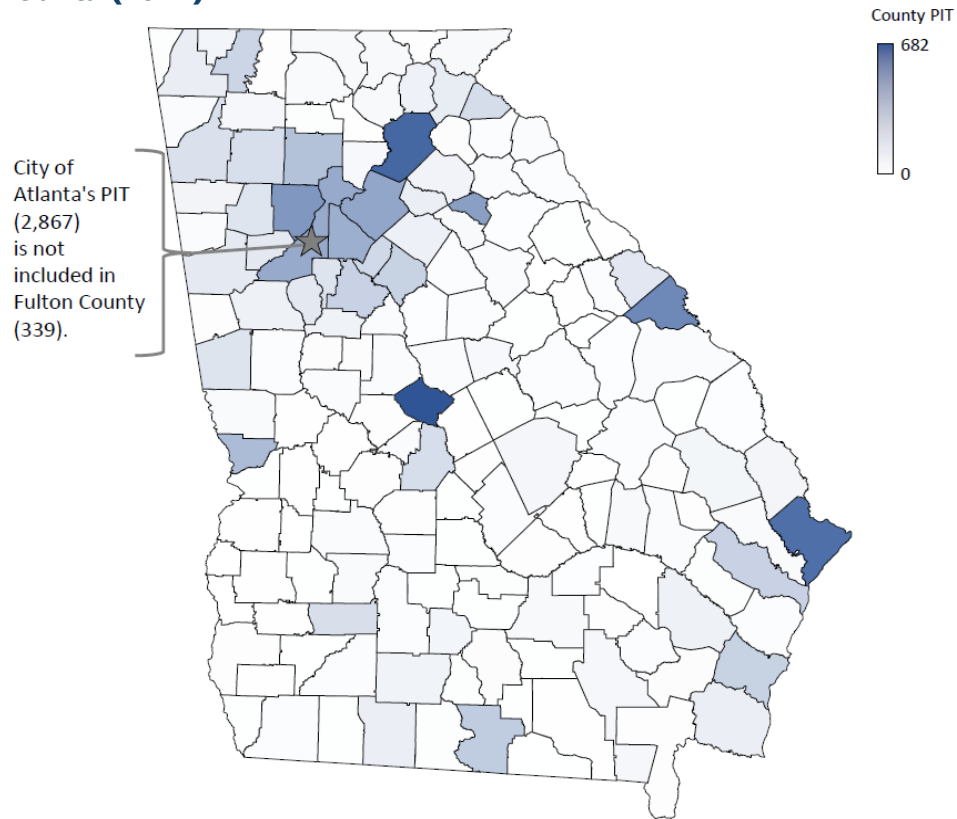 County PIT
682
0
City of
Atlanta's PIT
(2,867)
is not
included in
Fulton County
(339).